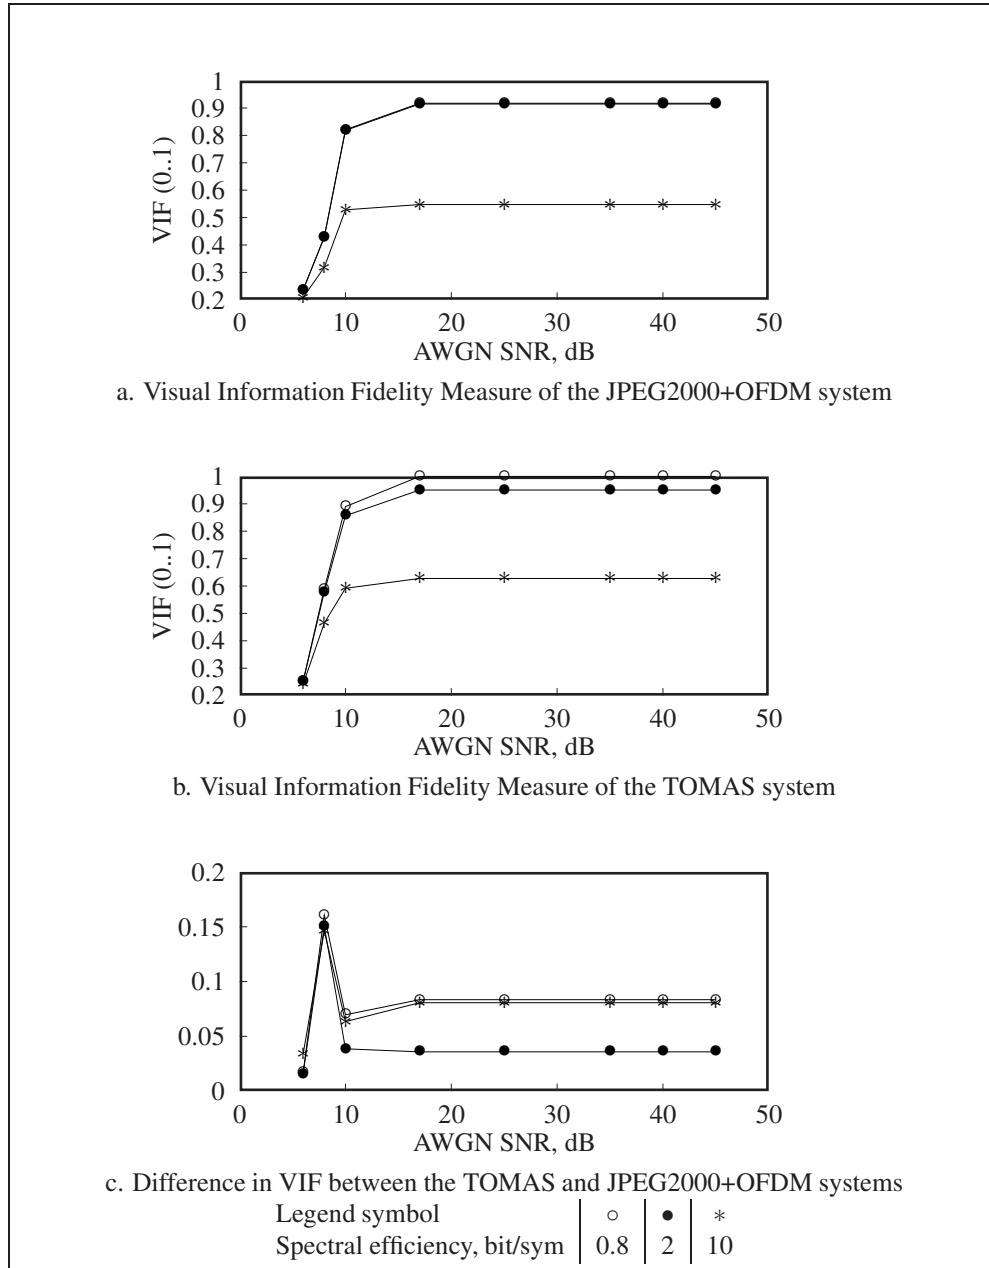 1
0.9
0.8
0.7
0.6
0.5
0.4
0.3
0.2
VIF (0..1)
0 10 20 30 40 50
AWGN SNR, dB
a. Visual Information Fidelity Measure of the JPEG2000+OFDM system
1
0.9
0.8
0.7
0.6
0.5
0.4
0.3
0.2
VIF (0..1)
0 10 20 30 40 50
AWGN SNR, dB
b. Visual Information Fidelity Measure of the TOMAS system
0.2
0.15
0.1
0.05
0
0 10 20 30 40 50
AWGN SNR, dB
c. Difference in VIF between the TOMAS and JPEG2000+OFDM systems
Legend symbol ○ ● *
Spectral efficiency, bit/sym 0.8 2 10